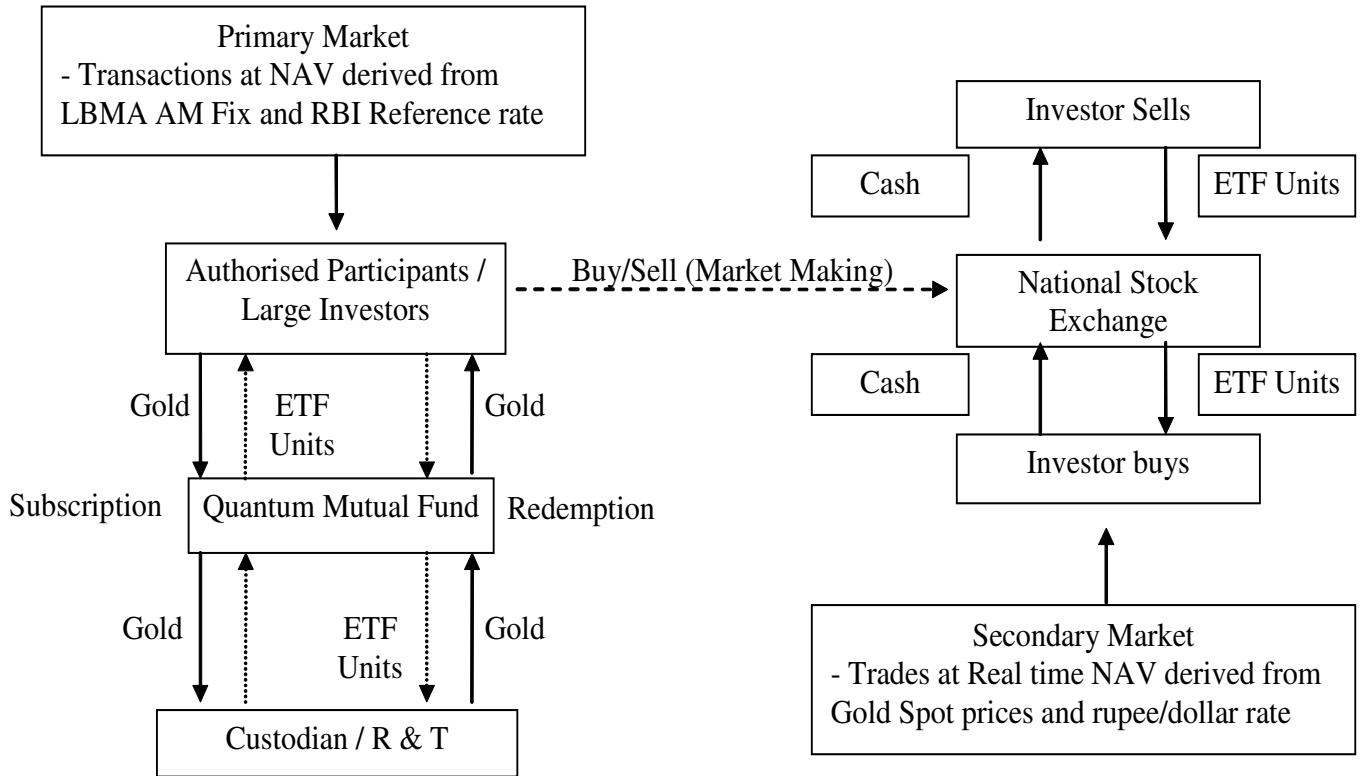 Primary Market
- Transactions at NAV derived from
LBMA AM Fix and RBI Reference rate
Authorised Participants /
Large Investors
Buy/Sell (Market Making)
Gold
ETF
Units
Gold
Subscription
Quantum Mutual Fund
Redemption
Gold
ETF
Units
Gold
Custodian / R & T
Investor Sells
Cash
ETF Units
National Stock
Exchange
Cash
ETF Units
Investor buys
Secondary Market
- Trades at Real time NAV derived from
Gold Spot prices and rupee/dollar rate